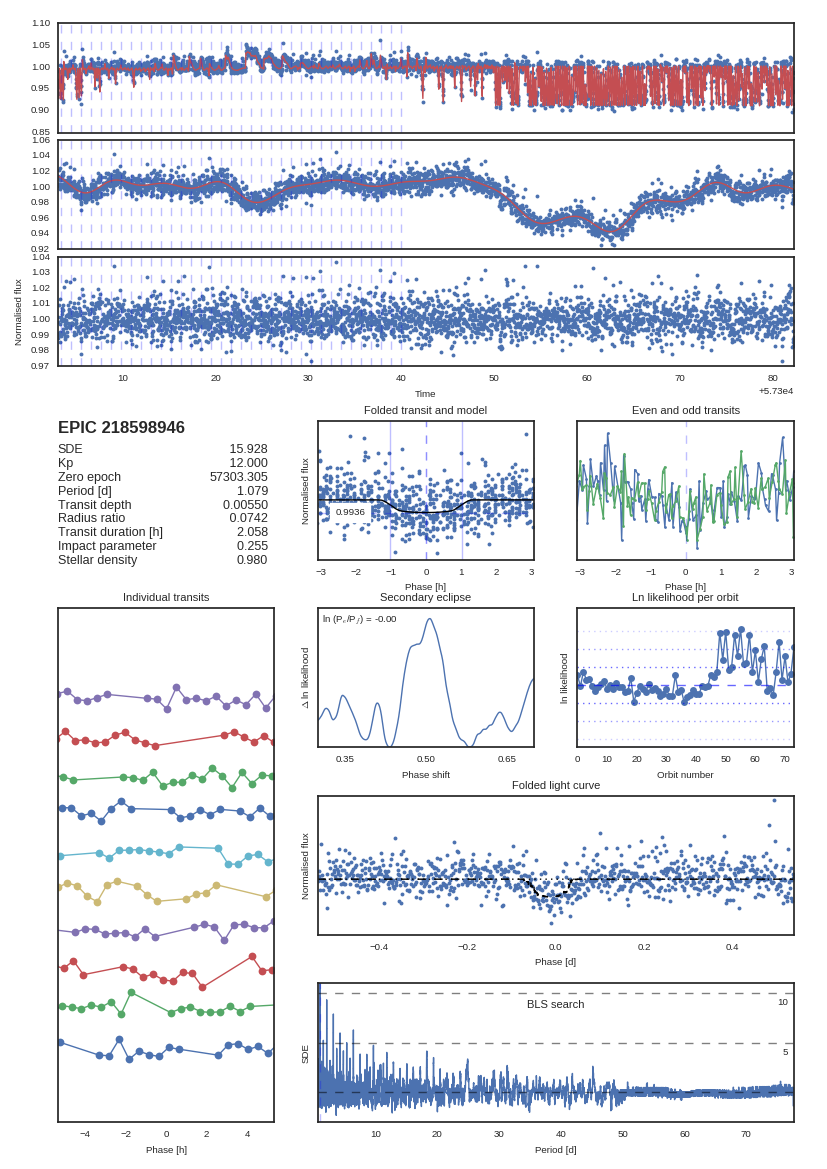 1.10
1.05
1.00
0.95
0.90
0.85
1.06
1.04
1.02
1.00
0.98
0.96
0.94
0.92
1.04
1.03
1.02
1.01
1.00
0.99
0.98
0.97
Normalised flux
10 20 30 40 50 60 70 80
Time
+5.73e4
EPIC 218598946
SDE 15.928
Kp 12.000
Zero epoch 57303.305
Period [d] 1.079
Transit depth 0.00550
Radius ratio 0.0742
Transit duration [h] 2.058
Impact parameter 0.255
Stellar density 0.980
Folded transit and model
Normalised flux
0.9936
−3 −2 −1 0 1 2 3
Phase [h]
Even and odd transits
−3 −2 −1 0 1 2 3
Phase [h]
Individual transits
−4 −2 0 2 4
Phase [h]
Secondary eclipse
ln (Pₑ/P𝑓) = -0.00
Δ ln likelihood
0.35 0.50 0.65
Phase shift
Ln likelihood per orbit
ln likelihood
0 10 20 30 40 50 60 70
Orbit number
Folded light curve
Normalised flux
−0.4 −0.2 0.0 0.2 0.4
Phase [d]
BLS search
10
5
SDE
10 20 30 40 50 60 70
Period [d]